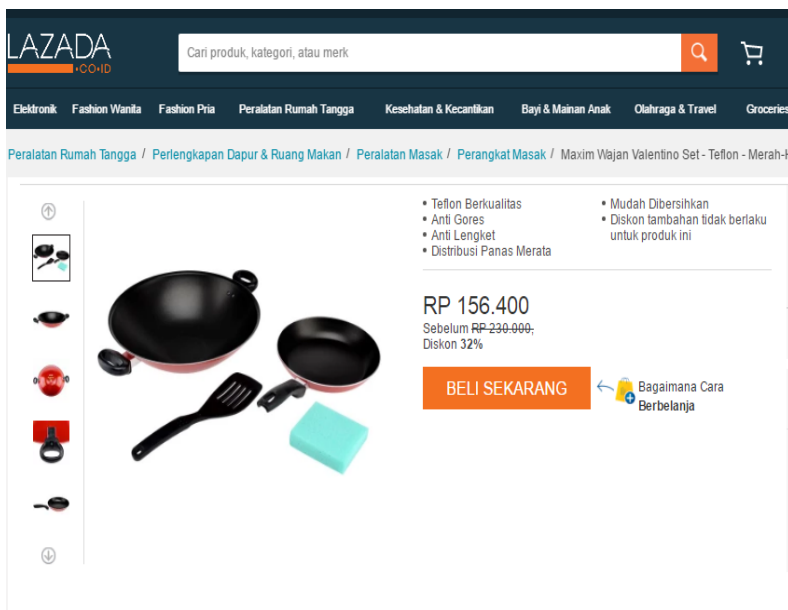 LAZADA
•CO•ID
Cari produk, kategori, atau merk
Elektronik Fashion Wanita Fashion Pria Peralatan Rumah Tangga Kesehatan & Kecantikan Bayi & Mainan Anak Olahraga & Travel Groceries
Peralatan Rumah Tangga / Perlengkapan Dapur & Ruang Makan / Peralatan Masak / Perangkat Masak / Maxim Wajan Valentino Set - Teflon - Merah-
• Teflon Berkualitas
• Anti Gores
• Anti Lengket
• Distribusi Panas Merata
• Mudah Dibersihkan
• Diskon tambahan tidak berlaku
untuk produk ini
RP 156.400
Sebelum RP 230.000,
Diskon 32%
BELI SEKARANG
Bagaimana Cara
Berbelanja